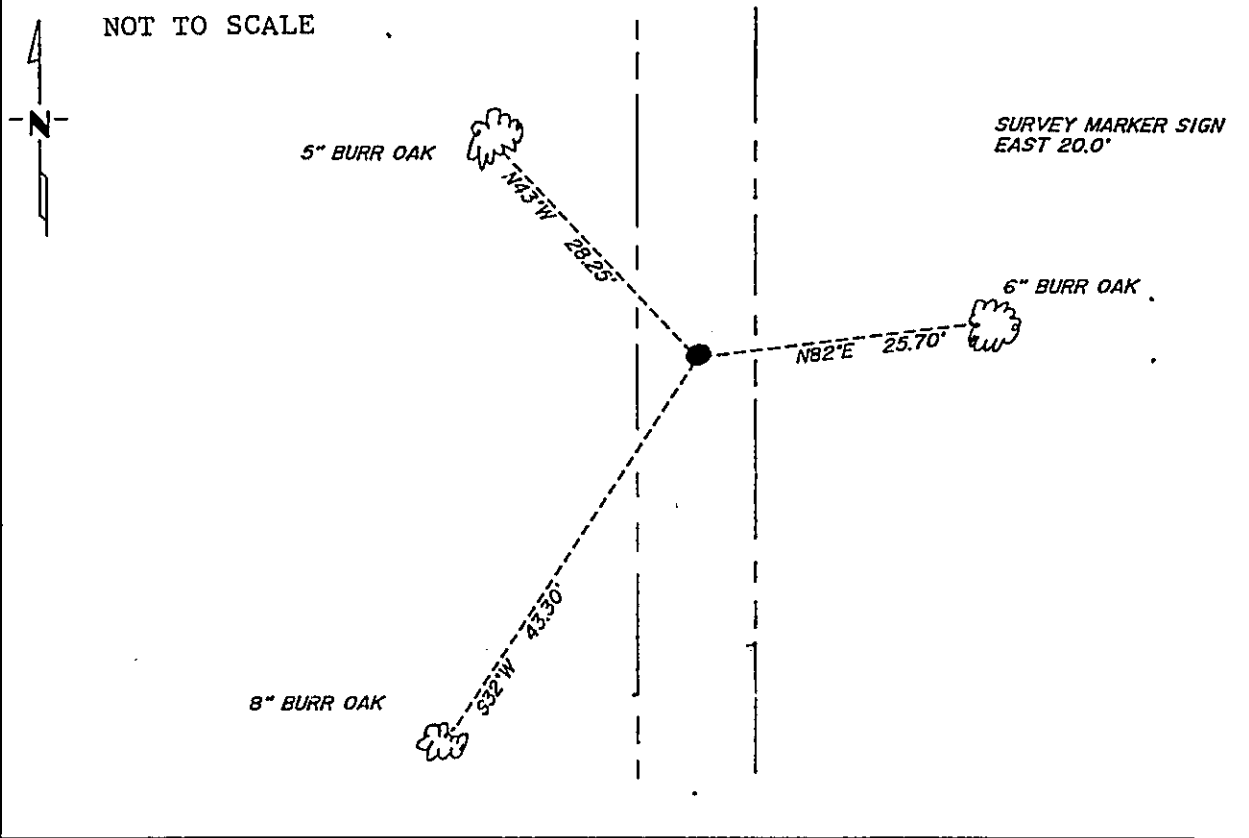 NOT TO SCALE
N
5" BURR OAK
SURVEY MARKER SIGN
EAST 20.0'
N43°W 28.25'
6" BURR OAK
N82°E 25.70'
S32°W 43.30'
8" BURR OAK